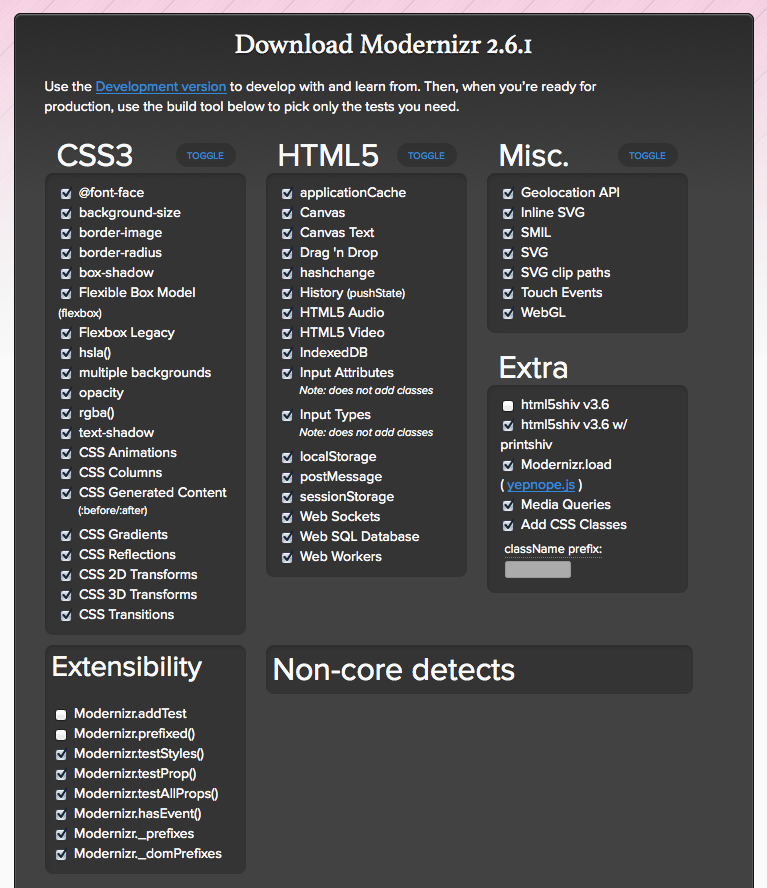 Download Modernizr 2.6.1
Use the Development version to develop with and learn from. Then, when you're ready for
production, use the build tool below to pick only the tests you need.
CSS3
TOGGLE
@font-face
background-size
border-image
border-radius
box-shadow
Flexible Box Model
(flexbox)
Flexbox Legacy
hsla()
multiple backgrounds
opacity
rgba()
text-shadow
CSS Animations
CSS Columns
CSS Generated Content
(:before/:after)
CSS Gradients
CSS Reflections
CSS 2D Transforms
CSS 3D Transforms
CSS Transitions
HTML5
TOGGLE
applicationCache
Canvas
Canvas Text
Drag 'n Drop
hashchange
History (pushState)
HTML5 Audio
HTML5 Video
IndexedDB
Input Attributes
Note: does not add classes
Input Types
Note: does not add classes
localStorage
postMessage
sessionStorage
Web Sockets
Web SQL Database
Web Workers
Misc.
TOGGLE
Geolocation API
Inline SVG
SMIL
SVG
SVG clip paths
Touch Events
WebGL
Extra
html5shiv v3.6
html5shiv v3.6 w/
printshiv
Modernizr.load
( yepnope.js )
Media Queries
Add CSS Classes
className prefix:
Extensibility
Modernizr.addTest
Modernizr.prefixed()
Modernizr.testStyles()
Modernizr.testProp()
Modernizr.testAllProps()
Modernizr.hasEvent()
Modernizr._prefixes
Modernizr._domPrefixes
Non-core detects